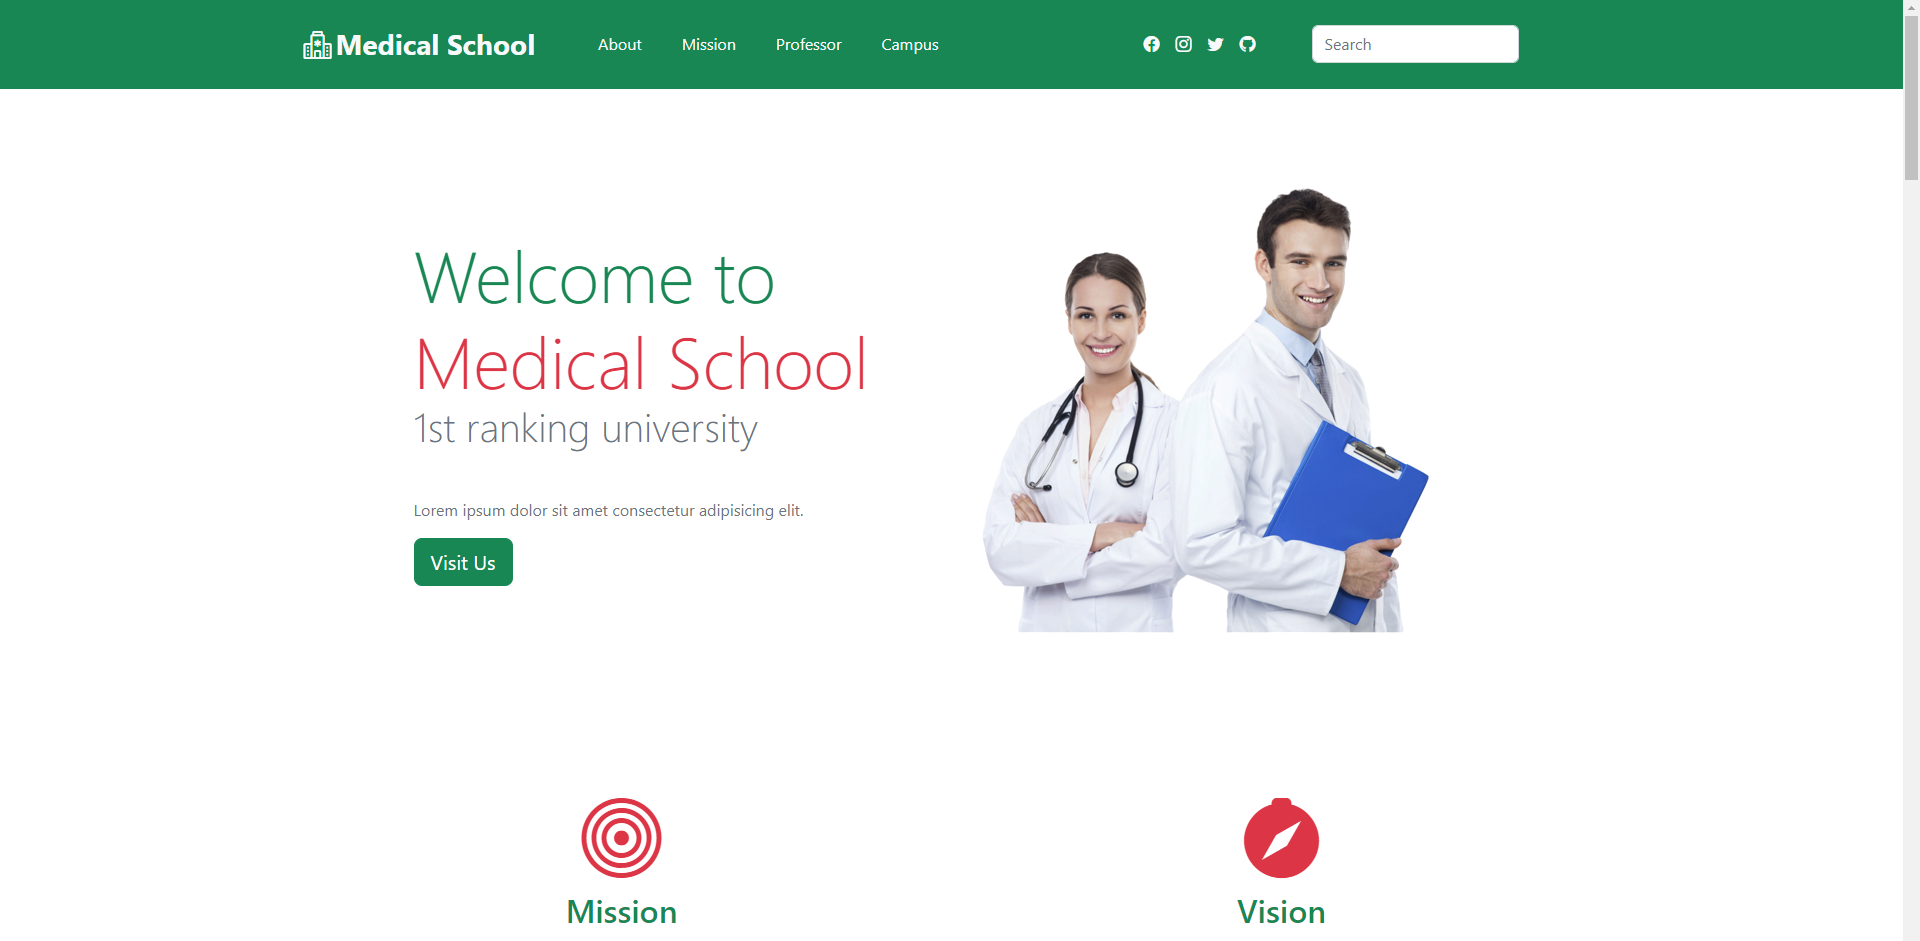 Medical School
About
Mission
Professor
Campus
Search
Welcome to
Medical School
1st ranking university
Lorem ipsum dolor sit amet consectetur adipisicing elit.
Visit Us
Mission
Vision